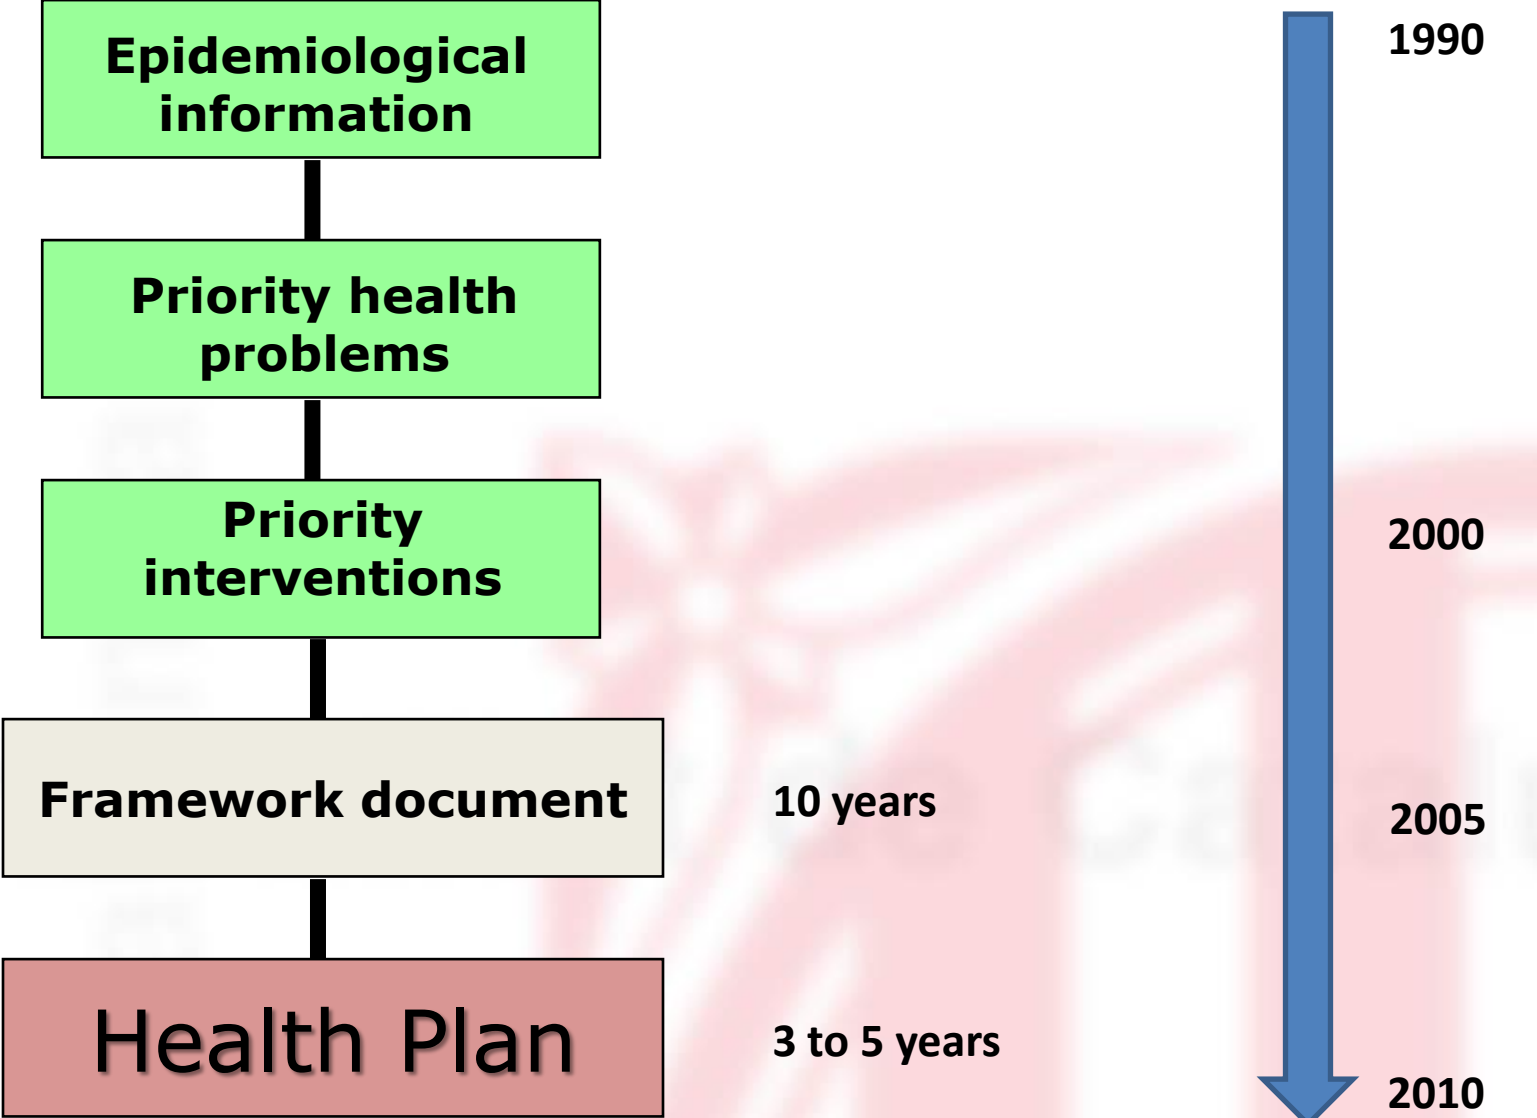 Epidemiological
information
1990
Priority health
problems
Priority
interventions
2000
Framework document
10 years
2005
Health Plan
3 to 5 years
2010